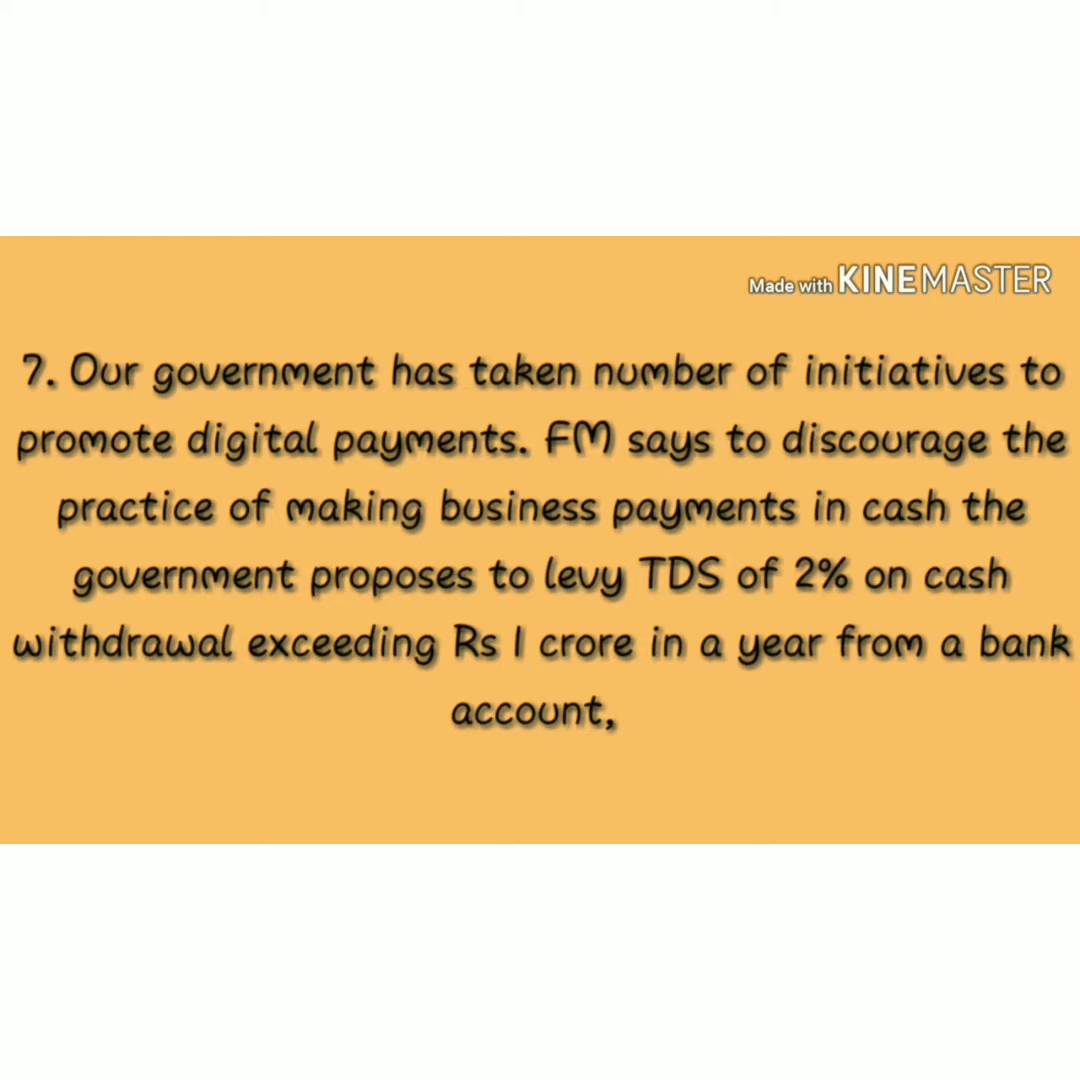 Made with KINEMASTER
7. Our government has taken number of initiatives to
promote digital payments. FM says to discourage the
practice of making business payments in cash the
government proposes to levy TDS of 2% on cash
withdrawal exceeding Rs 1 crore in a year from a bank
account,